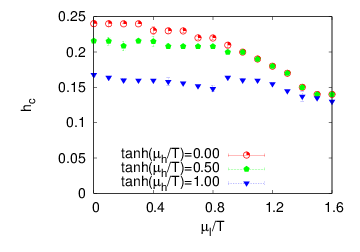 0.25
0.2
0.15
0.1
0.05
0
h_c
tanh(μ_h/T)=0.00
tanh(μ_h/T)=0.50
tanh(μ_h/T)=1.00
0 0.4 0.8 1.2 1.6
μ_l/T